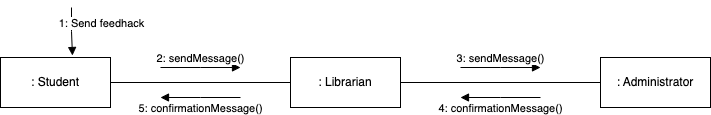 1: Send feedhack
2: sendMessage()
3: sendMessage()
: Student
: Librarian
: Administrator
5: confirmationMessage()
4: confirmationMessage()